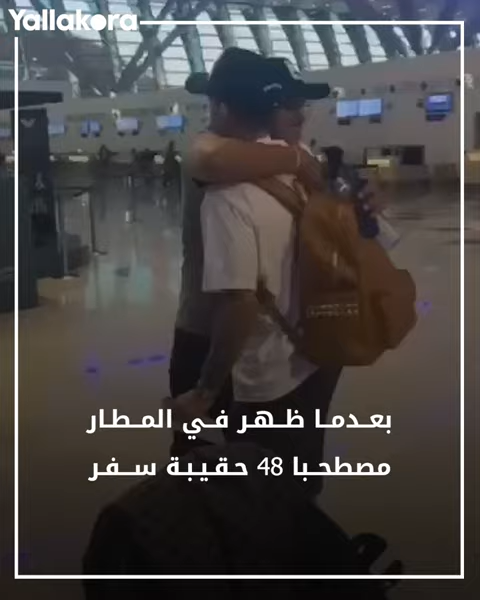 Yallakora
بعدما ظهر في المطار
مصطحبا 48 حقيبة سفر